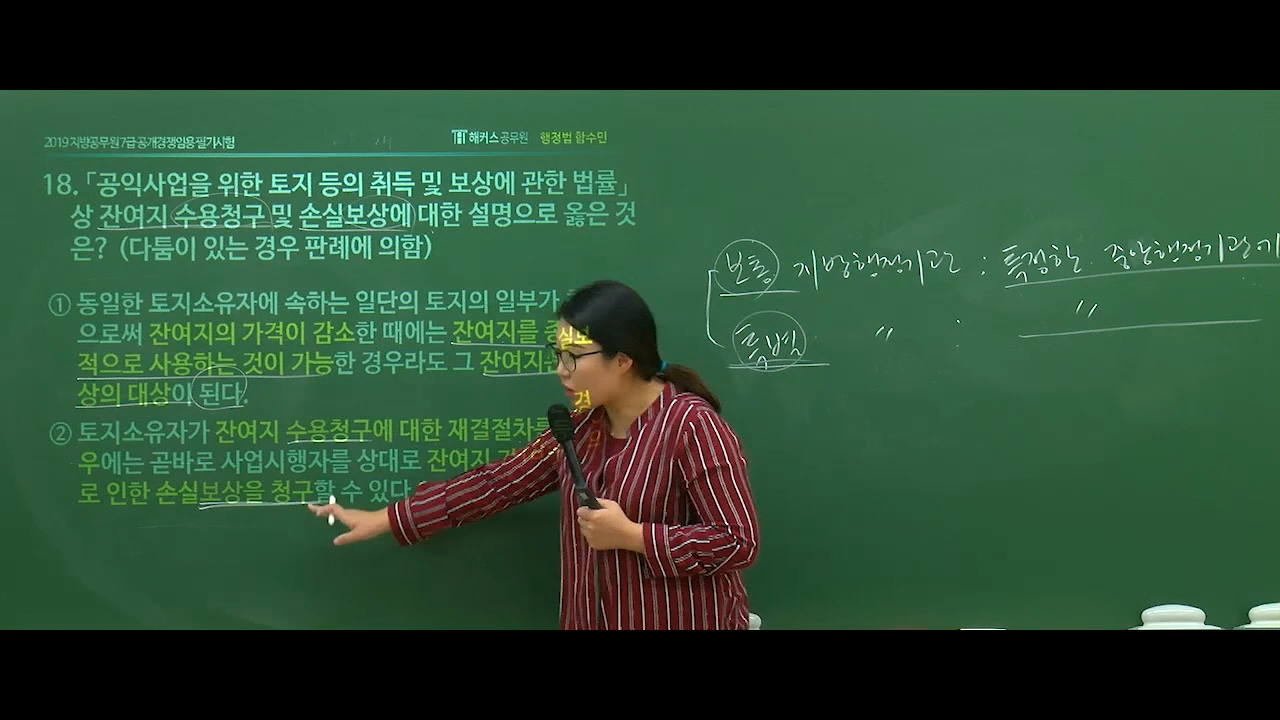 2019 지방공무원 7급 공개경쟁임용 필기시험
해커스공무원 행정법 함수민
18. 「공익사업을 위한 토지 등의 취득 및 보상에 관한 법률」
상 잔여지 수용청구 및 손실보상에 대한 설명으로 옳은 것
은? (다툼이 있는 경우 판례에 의함)
① 동일한 토지소유자에 속하는 일단의 토지의 일부가
으로써 잔여지의 가격이 감소한 때에는 잔여지를
적으로 사용하는 것이 가능한 경우라도 그
상의 대상이 된다.
② 토지소유자가 잔여지 수용청구에 대한 재결절차를
우에는 곧바로 사업시행자를 상대로 잔여지
로 인한 손실보상을 청구할 수 있다
보통 지방행정기관 : 특정한 중앙행정기관에
특별 〃 : 〃